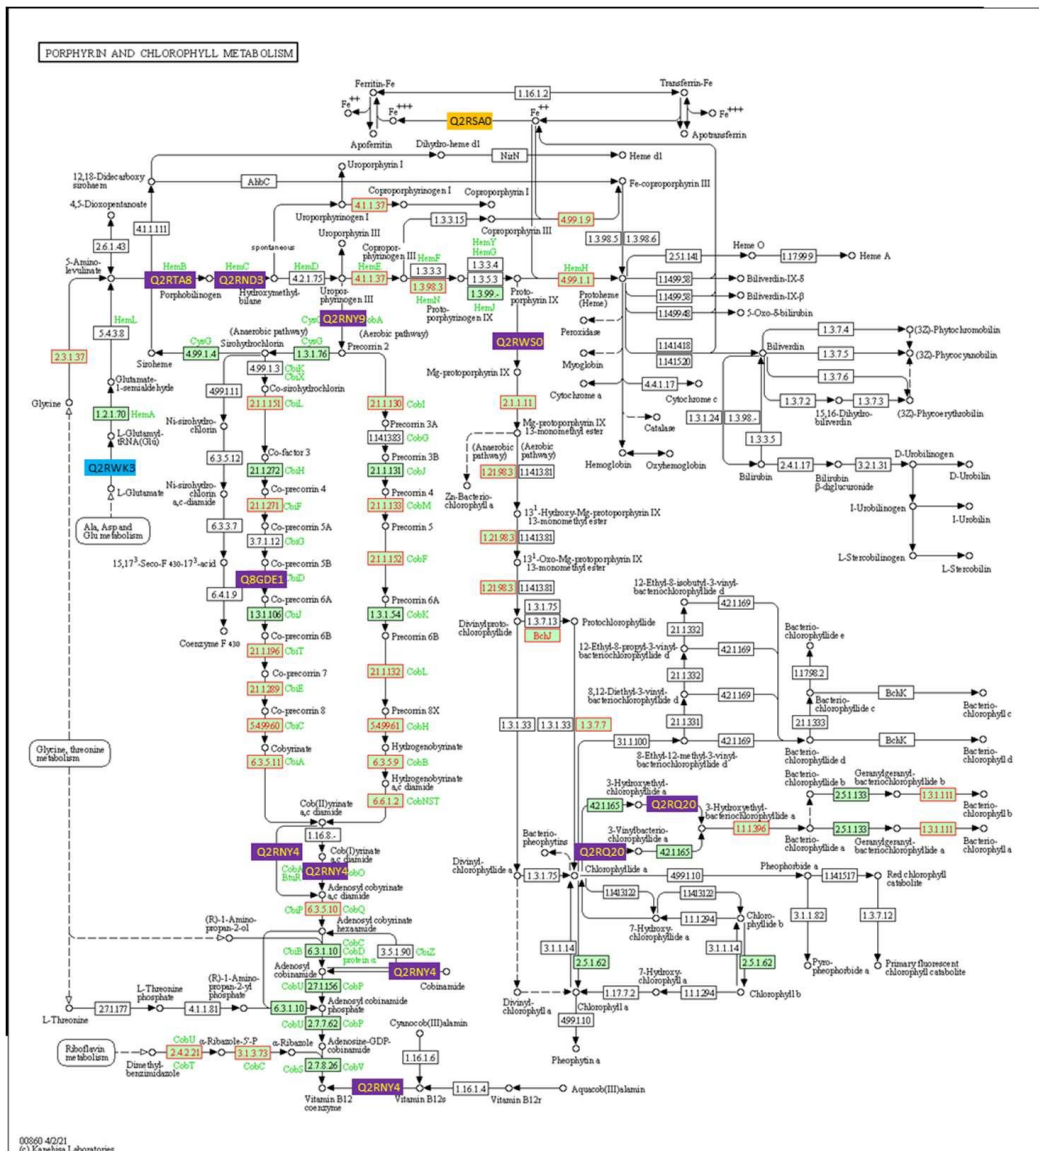 PORPHYRIN AND CHLOROPHYLL METABOLISM
Ferritin-Fe
Transferrin-Fe
1.16.1.2
Fe++
Fe+++
Q2RSA0
Fe++
Fe+++
Apoferritin
Apotransferrin
Dihydro-heme d1
NirN
Heme d1
Uroporphyrin I
12,18-Didecarboxy
siroheam
AhbC
Fe-coproporphyrin III
Coproporphyrinogen I
Coproporphyrin I
4,5-Dioxopentanoate
4.1.1.37
4.1.1.111
Uroporphyrinogen I
1.3.3.15
4.99.1.9
Uroporphyrin III
Coproporphyrin III
2.6.1.43
spontaneous
Copropor-
phyrinogen III
HemY
HemG
1.3.98.5
1.3.98.6
Heme O
5-Amino-
levulinate
HemB
HemC
HemD
HemE
HemF
1.3.3.3
1.3.3.4
HemH
2.5.1.141
1.17.99.9
Heme A
Q2RTA8
Q2RND3
4.2.1.75
4.1.1.37
1.3.98.3
1.3.5.3
4.99.1.1
1.14.99.58
Biliverdin-IX-δ
Porphobilinogen
Hydroxymethyl-
bilane
Uropor-
phyrinogen III
HemN
1.3.99.-
HemJ
Proto-
porphyrinogen IX
Proto-
porphyrin IX
Protoheme
(Heme)
1.14.99.58
Biliverdin-IX-β
1.14.99.48
5-Oxo-δ-bilirubin
HemL
Q2RNY9
CobA
Peroxidase
5.4.3.8
(Anaerobic pathway)
(Aerobic pathway)
Sirohydrochlorin
Precorrin 2
Q2RWS0
1.14.14.18
1.14.15.20
Biliverdin
1.3.7.4
(3Z)-Phytochromobilin
CysG
4.99.1.4
CysG
1.3.1.76
Myoglobin
1.3.7.5
(3Z)-Phycocyanobilin
2.3.1.37
Siroheme
4.99.1.3
CbiK
CbiX
Mg-protoporphyrin IX
4.4.1.17
1.3.7.6
Glutamate-
1-semialdehyde
4.99.1.11
Co-sirohydrochlorin
Cytochrome a
Cytochrome c
1.3.7.2
1.3.7.3
Glycine
2.1.1.151
CbiL
2.1.1.130
CobI
2.1.1.11
15,16-Dihydro-
biliverdin
(3Z)-Phycoerythrobilin
1.2.1.70
HemA
Ni-sirohydro-
chlorin
Precorrin 3A
Mg-protoporphyrin IX
13-monomethyl ester
1.3.1.24
1.3.98.-
1.14.13.83
CobG
Catalase
L-Glutamyl-
tRNA(Glu)
6.3.5.12
Co-factor 3
Precorrin 3B
(Anaerobic
pathway)
(Aerobic
pathway)
1.3.3.5
Hemoglobin
Oxyhemoglobin
Q2RWK3
2.1.1.272
CbiH
2.1.1.131
CobJ
1.21.98.3
1.14.13.81
Bilirubin
2.4.1.17
3.2.1.31
D-Urobilinogen
D-Urobilin
L-Glutamate
Ni-sirohydro-
chlorin
a,c-diamide
Co-precorrin 4
Precorrin 4
Zn-Bacterio-
chlorophyll a
Bilirubin
β-diglucuronide
2.1.1.271
CbiF
2.1.1.133
CobM
I-Urobilinogen
I-Urobilin
Ala, Asp and
Glu metabolism
6.3.3.7
Co-precorrin 5A
Precorrin 5
13¹-Hydroxy-Mg-protoporphyrin IX
13-monomethyl ester
3.7.1.12
CbiG
1.21.98.3
1.14.13.81
L-Stercobilinogen
L-Stercobilin
15,17³-Seco-F 430-17³-acid
Co-precorrin 5B
2.1.1.152
CobF
13¹-Oxo-Mg-protoporphyrin IX
13-monomethyl ester
Q8GDE1
CbiD
1.21.98.3
1.14.13.81
12-Ethyl-8-isobutyl-3-vinyl-
bacteriochlorophyllide d
6.4.1.9
Co-precorrin 6A
Precorrin 6A
1.3.1.106
CbiJ
1.3.1.54
CobK
1.3.1.75
1.3.7.13
BchJ
4.2.1.169
Coenzyme F 430
Co-precorrin 6B
Precorrin 6B
Divinylproto-
chlorophyllide
Protochlorophyllide
2.1.1.332
Bacterio-
chlorophyllide e
2.1.1.196
CbiT
2.1.1.132
CobL
12-Ethyl-8-propyl-3-vinyl-
bacteriochlorophyllide d
4.2.1.169
Co-precorrin 7
2.1.1.332
1.17.98.2
2.1.1.289
CbiE
8,12-Diethyl-3-vinyl-
bacteriochlorophyllide d
4.2.1.169
BchK
Bacterio-
chlorophyllide c
Bacterio-
chlorophyll c
Co-precorrin 8
Precorrin 8X
5.4.99.60
CbiC
5.4.99.61
CobH
1.3.1.33
1.3.1.33
1.3.7.7
2.1.1.331
2.1.1.333
Cobyrinate
Hydrogenobyrinate
3.1.1.100
4.2.1.169
BchK
Glycine, threonine
metabolism
6.3.5.11
CbiA
6.3.5.9
CobB
8-Ethyl-12-methyl-3-vinyl-
bacteriochlorophyllide d
Bacterio-
chlorophyllide d
Bacterio-
chlorophyll d
Hydrogenobyrinate
a,c diamide
6.6.1.2
CobNST
3-Hydroxyethyl-
chlorophyllide a
Bacterio-
chlorophyllide b
Geranylgeranyl-
bacteriochlorophyllide b
Cob(II)yrinate
a,c diamide
4.2.1.165
Q2RQ20
3-Hydroxyethyl-
bacteriochlorophyllide a
2.5.1.133
1.3.1.111
Bacterio-
chlorophyll b
1.16.8.-
3-Vinylbacterio-
chlorophyllide a
1.1.1.396
2.5.1.133
1.3.1.111
Q2RNY4
Cob(I)yrinate
a,c diamide
Bacterio-
pheophytins
Q2RQ20
4.2.1.165
Bacterio-
chlorophyllide a
Geranylgeranyl-
bacteriochlorophyllide a
Bacterio-
chlorophyll a
CobA
BtuR
Q2RNY4
CobO
Divinyl-
chlorophyllide a
1.3.1.75
Chlorophyllide a
4.99.1.10
Pheophorbide a
1.14.15.17
Red chlorophyll
catabolite
Adenosyl cobyrinate
a,c diamide
1.14.13.122
1.14.13.122
CbiP
6.3.5.10
CobQ
7-Hydroxy-
chlorophyllide a
1.1.1.294
Chloro-
phyllide b
3.1.1.82
1.3.7.12
(R)-1-Amino-
propan-2-ol
Adenosyl cobyrinate
hexaamide
CobC
CobD
protein α
CbiB
6.3.1.10
3.5.1.90
CbiZ
3.1.1.14
2.5.1.62
3.1.1.14
2.5.1.62
Adenosyl
cobinamide
Q2RNY4
Cobinamide
Pyro-
pheophorbide a
Primary fluorescent
chlorophyll catabolite
L-Threonine
phosphate
(R)-1-Amino-
propan-2-yl
phosphate
CobU
2.7.1.156
CobP
7-Hydroxy-
chlorophyll a
L-Threonine
2.7.1.177
4.1.1.81
6.3.1.10
Adenosyl cobinamide
phosphate
Divinyl-
chlorophyll a
Chlorophyll a
1.17.7.2
1.1.1.294
Chlorophyll b
CobU
2.7.7.62
CobP
Cyanocob(III)alamin
4.99.1.10
Riboflavin
metabolism
CobU
2.4.2.21
CobT
α-Ribazole-5'-P
3.1.3.73
CobC
α-Ribazole
Adenosine-GDP-
cobinamide
1.16.1.6
Pheophytin a
Dimethyl-
benzimidazole
CobS
2.7.8.26
CobV
Q2RNY4
1.16.1.4
Aquacob(III)alamin
Vitamin B12
coenzyme
Vitamin B12s
Vitamin B12r
00860 4/2/21
(c) Kanehisa Laboratories